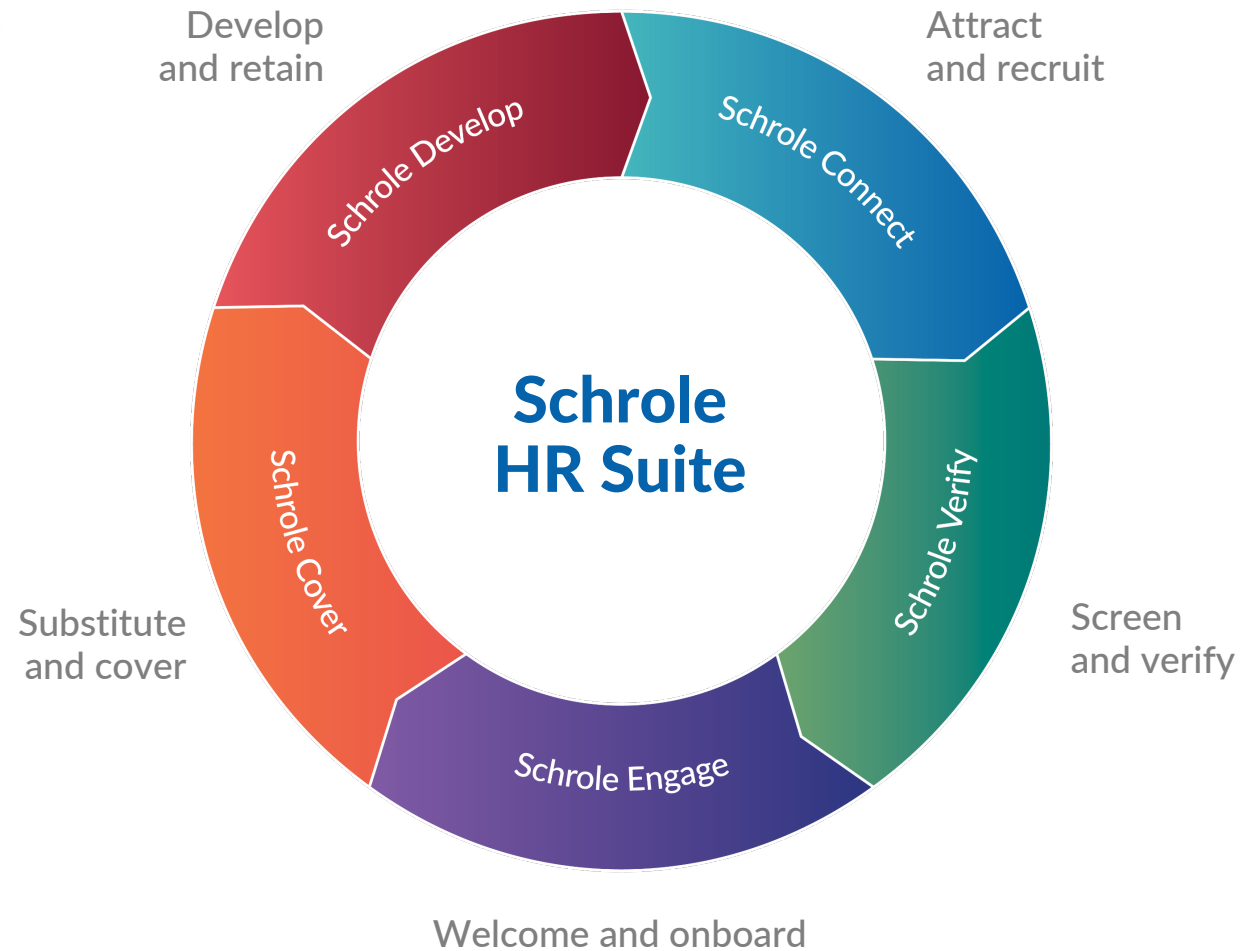 Develop
and retain
Attract
and recruit
Schrole Develop
Schrole Connect
Schrole
HR Suite
Schrole Cover
Schrole Verify
Substitute
and cover
Screen
and verify
Schrole Engage
Welcome and onboard